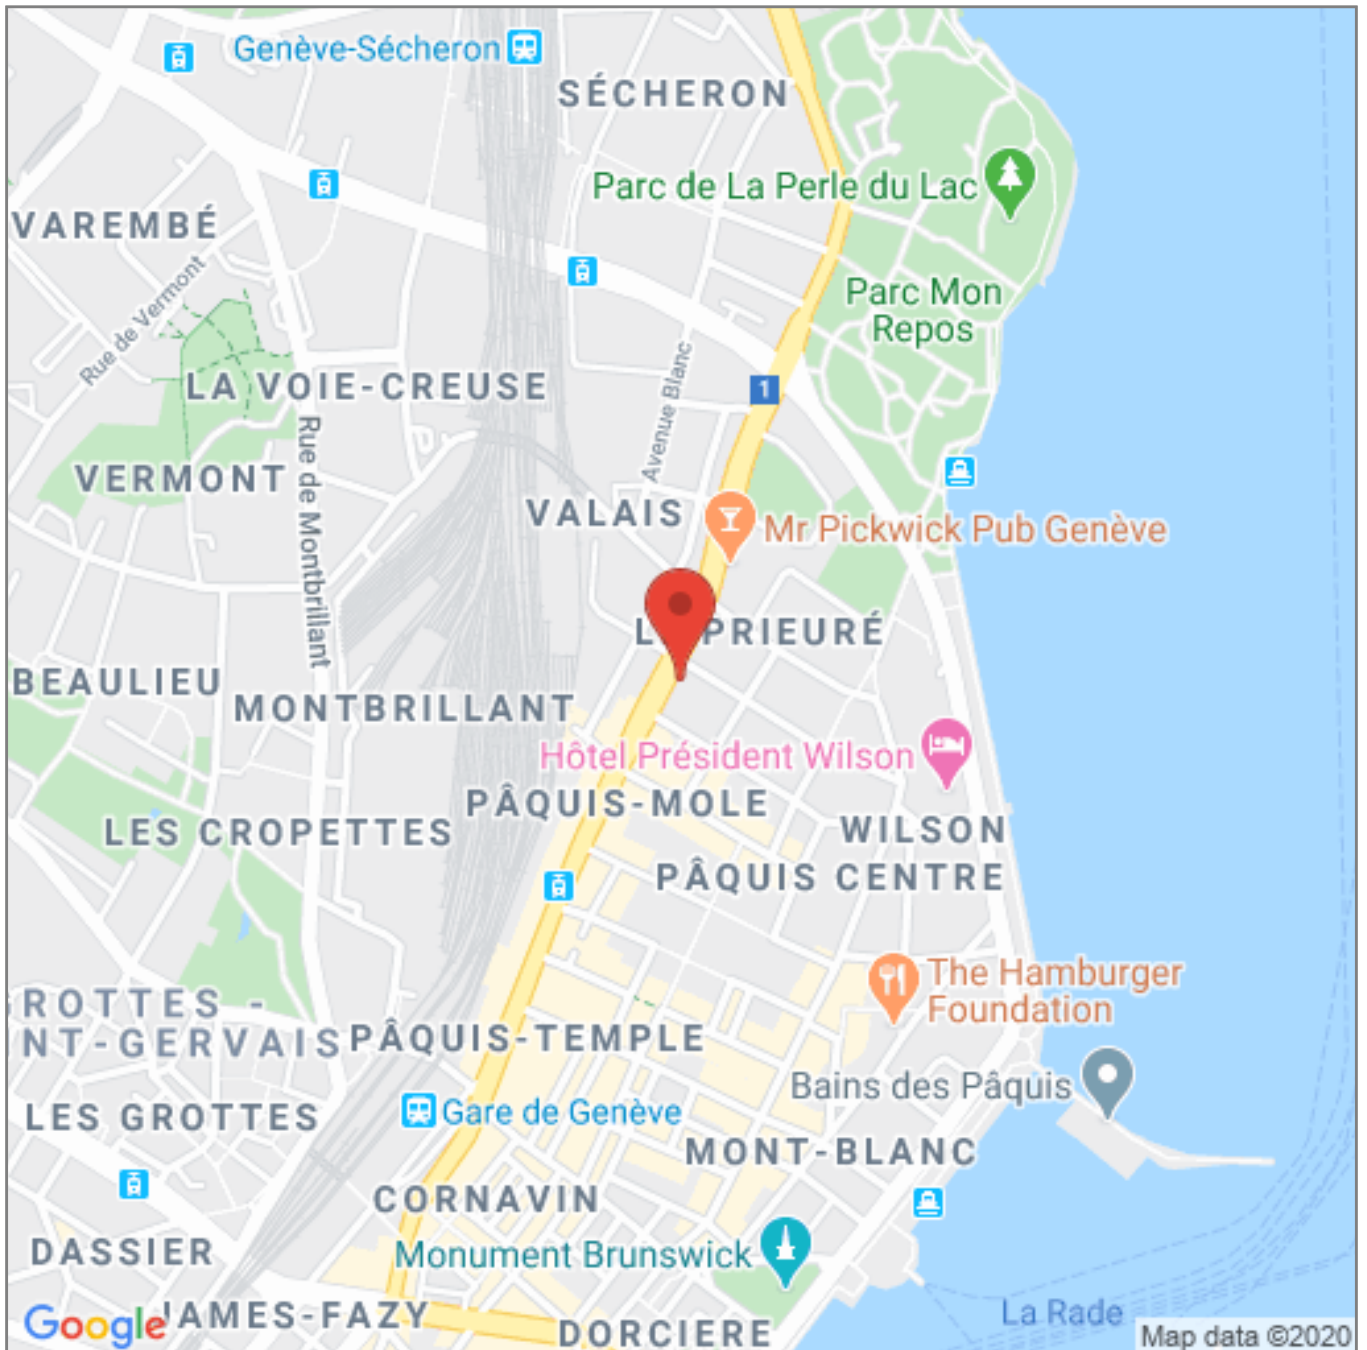 Genève-Sécheron
SÉCHERON
Parc de La Perle du Lac
VAREMBÉ
Rue de Vermont
Parc Mon
Repos
LA VOIE-CREUSE
Avenue Blanc
1
Rue de Montbrillant
VERMONT
VALAIS
Mr Pickwick Pub Genève
PRIEURÉ
BEAULIEU
MONTBRILLANT
Hôtel Président Wilson
PÂQUIS-MOLE
LES CROPETTES
WILSON
PÂQUIS CENTRE
The Hamburger
Foundation
ROTTES -
NT-GERVAIS
PÂQUIS-TEMPLE
Bains des Pâquis
LES GROTTES
Gare de Genève
MONT-BLANC
CORNAVIN
DASSIER
Monument Brunswick
Google
JAMES-FAZY
La Rade
DORCIERE
Map data ©2020